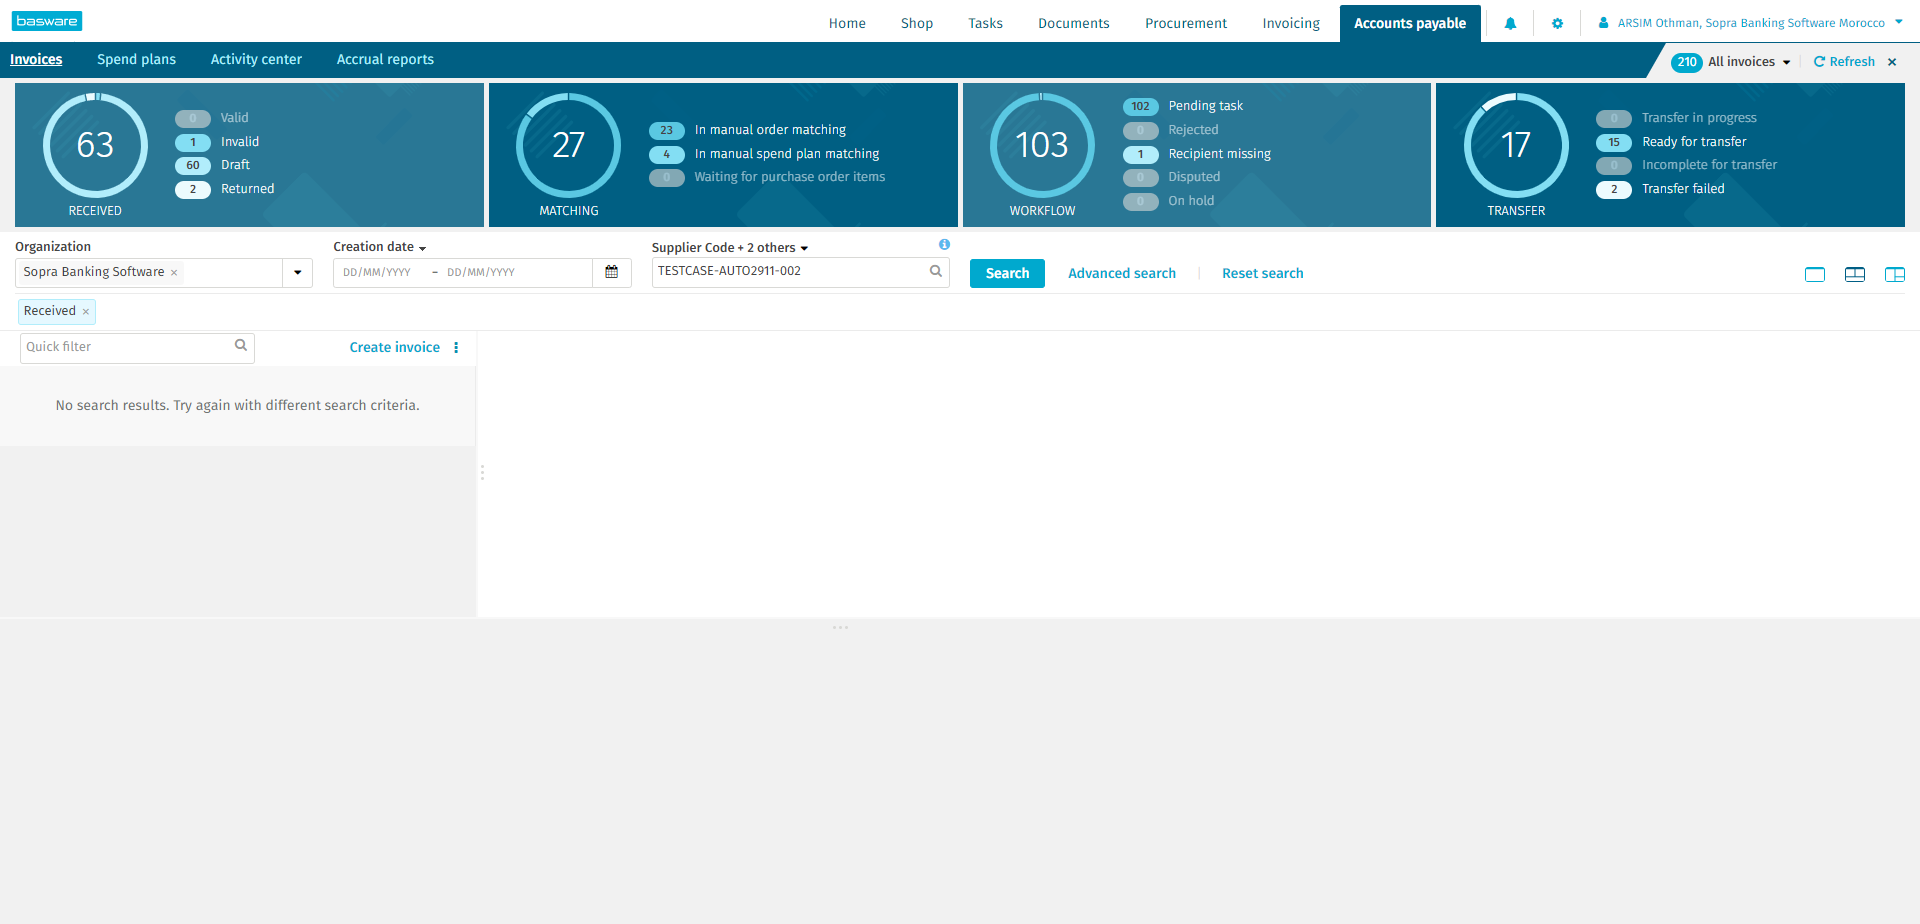 basware
Home Shop Tasks Documents Procurement Invoicing Accounts payable ARSIM Othman, Sopra Banking Software Morocco
Invoices Spend plans Activity center Accrual reports 210 All invoices Refresh ×
63
RECEIVED
0 Valid
1 Invalid
60 Draft
2 Returned
27
MATCHING
23 In manual order matching
4 In manual spend plan matching
0 Waiting for purchase order items
103
WORKFLOW
102 Pending task
0 Rejected
1 Recipient missing
0 Disputed
0 On hold
17
TRANSFER
0 Transfer in progress
15 Ready for transfer
0 Incomplete for transfer
2 Transfer failed
Organization Creation date Supplier Code + 2 others
Sopra Banking Software × DD/MM/YYYY – DD/MM/YYYY TESTCASE-AUTO2911-002 Search Advanced search Reset search
Received ×
Quick filter Create invoice
No search results. Try again with different search criteria.